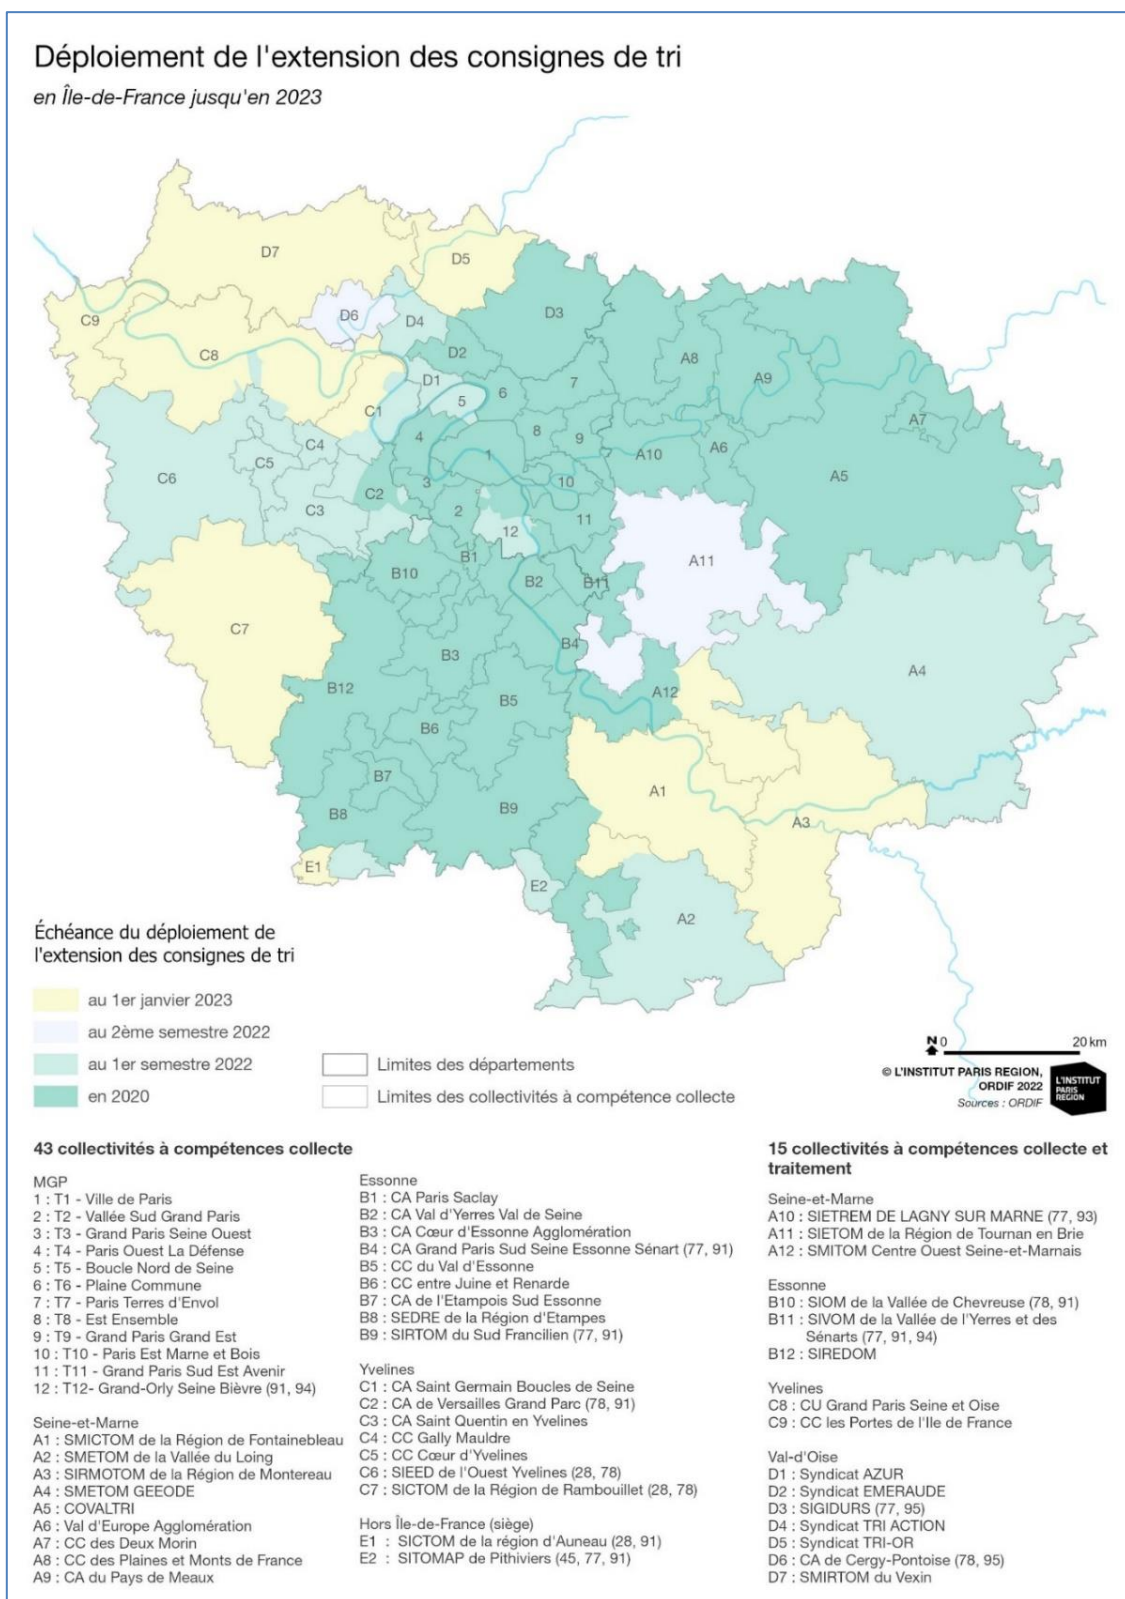 Déploiement de l'extension des consignes de tri
en Île-de-France jusqu'en 2023
D7
D5
C9
D6
D4
D3
C8
D2
A8
A9
D1
6
7
5
C1
A7
C4
4
8
9
A6
C5
1
A10
C6
C2
3
10
A5
C3
2
11
12
B1
A11
B10
B2
B11
C7
B4
B3
A4
B12
A12
B5
B6
B7
A1
B8
B9
A3
E1
E2
A2
Échéance du déploiement de
l'extension des consignes de tri
au 1er janvier 2023
au 2ème semestre 2022
au 1er semestre 2022
en 2020
Limites des départements
Limites des collectivités à compétence collecte
N 0 20 km
© L'INSTITUT PARIS REGION,
ORDIF 2022
Sources : ORDIF
L'INSTITUT
PARIS
REGION
43 collectivités à compétences collecte
MGP
1 : T1 - Ville de Paris
2 : T2 - Vallée Sud Grand Paris
3 : T3 - Grand Paris Seine Ouest
4 : T4 - Paris Ouest La Défense
5 : T5 - Boucle Nord de Seine
6 : T6 - Plaine Commune
7 : T7 - Paris Terres d'Envol
8 : T8 - Est Ensemble
9 : T9 - Grand Paris Grand Est
10 : T10 - Paris Est Marne et Bois
11 : T11 - Grand Paris Sud Est Avenir
12 : T12- Grand-Orly Seine Bièvre (91, 94)
Seine-et-Marne
A1 : SMICTOM de la Région de Fontainebleau
A2 : SMETOM de la Vallée du Loing
A3 : SIRMOTOM de la Région de Montereau
A4 : SMETOM GEEODE
A5 : COVALTRI
A6 : Val d'Europe Agglomération
A7 : CC des Deux Morin
A8 : CC des Plaines et Monts de France
A9 : CA du Pays de Meaux
Essonne
B1 : CA Paris Saclay
B2 : CA Val d'Yerres Val de Seine
B3 : CA Cœur d'Essonne Agglomération
B4 : CA Grand Paris Sud Seine Essonne Sénart (77, 91)
B5 : CC du Val d'Essonne
B6 : CC entre Juine et Renarde
B7 : CA de l'Etampois Sud Essonne
B8 : SEDRE de la Région d'Etampes
B9 : SIRTOM du Sud Francilien (77, 91)
Yvelines
C1 : CA Saint Germain Boucles de Seine
C2 : CA de Versailles Grand Parc (78, 91)
C3 : CA Saint Quentin en Yvelines
C4 : CC Gally Mauldre
C5 : CC Cœur d'Yvelines
C6 : SIEED de l'Ouest Yvelines (28, 78)
C7 : SICTOM de la Région de Rambouillet (28, 78)
Hors Île-de-France (siège)
E1 : SICTOM de la région d'Auneau (28, 91)
E2 : SITOMAP de Pithiviers (45, 77, 91)
15 collectivités à compétences collecte et
traitement
Seine-et-Marne
A10 : SIETREM DE LAGNY SUR MARNE (77, 93)
A11 : SIETOM de la Région de Tournan en Brie
A12 : SMITOM Centre Ouest Seine-et-Marnais
Essonne
B10 : SIOM de la Vallée de Chevreuse (78, 91)
B11 : SIVOM de la Vallée de l'Yerres et des
Sénarts (77, 91, 94)
B12 : SIREDOM
Yvelines
C8 : CU Grand Paris Seine et Oise
C9 : CC les Portes de l'Ile de France
Val-d'Oise
D1 : Syndicat AZUR
D2 : Syndicat EMERAUDE
D3 : SIGIDURS (77, 95)
D4 : Syndicat TRI ACTION
D5 : Syndicat TRI-OR
D6 : CA de Cergy-Pontoise (78, 95)
D7 : SMIRTOM du Vexin